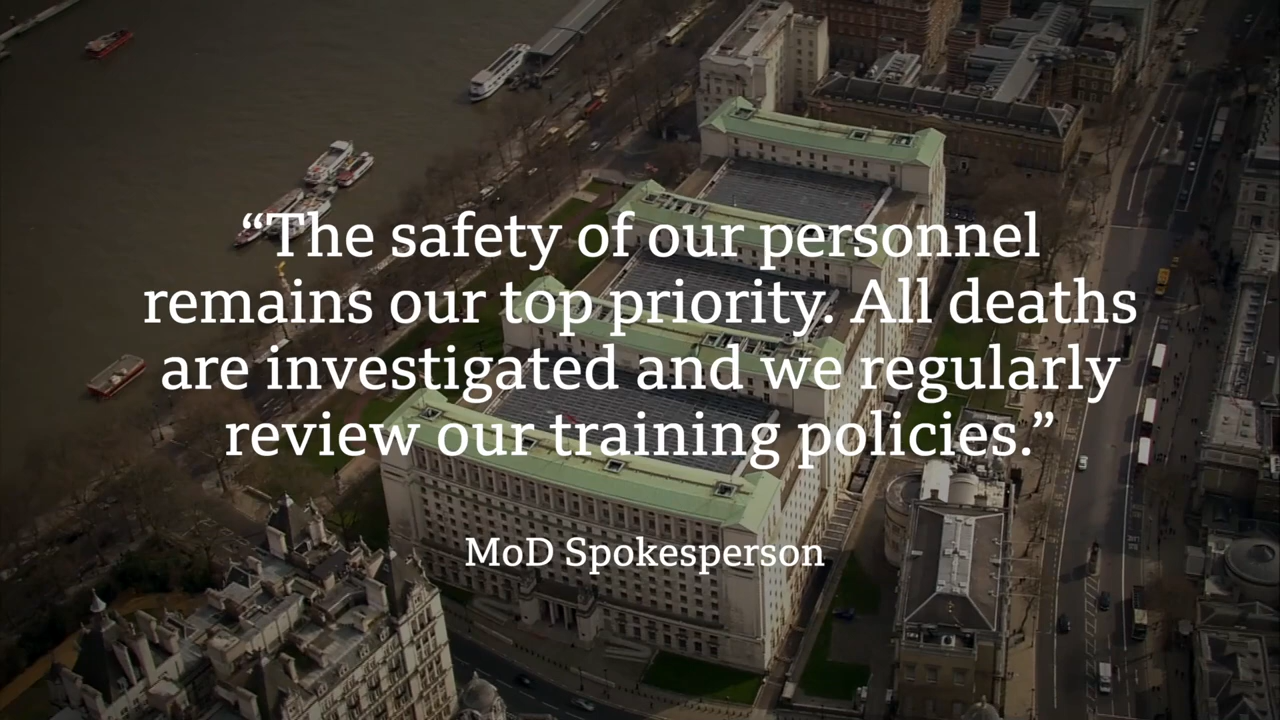 “The safety of our personnel
remains our top priority. All deaths
are investigated and we regularly
review our training policies.”
MoD Spokesperson